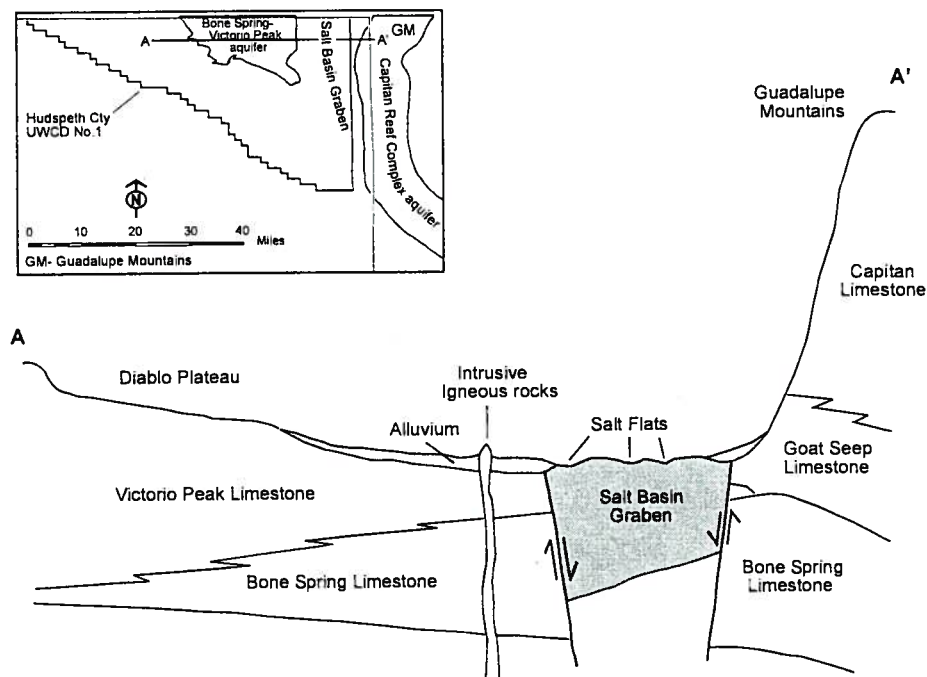 Bone Spring-
Victorio Peak
aquifer
A
A'
GM
Salt Basin Graben
Capitan Reef Complex aquifer
Hudspeth Cty
UWCD No.1
N
0 10 20 30 40
Miles
GM- Guadalupe Mountains
A'
Guadalupe
Mountains
Capitan
Limestone
A
Diablo Plateau
Intrusive
Igneous rocks
Alluvium
Salt Flats
Goat Seep
Limestone
Victorio Peak Limestone
Salt Basin
Graben
Bone Spring Limestone
Bone Spring
Limestone